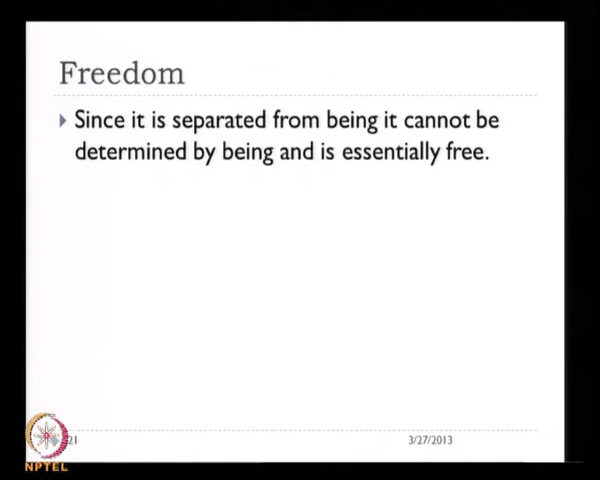 Freedom
Since it is separated from being it cannot be
determined by being and is essentially free.
21
3/27/2013
NPTEL